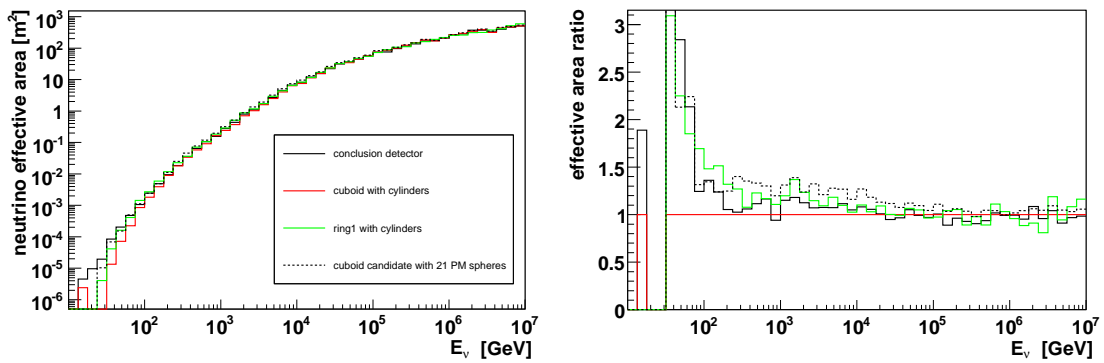 neutrino effective area [m²]
10³
10²
10
1
10⁻¹
10⁻²
10⁻³
10⁻⁴
10⁻⁵
10⁻⁶
conclusion detector
cuboid with cylinders
ring1 with cylinders
cuboid candidate with 21 PM spheres
10² 10³ 10⁴ 10⁵ 10⁶ 10⁷
Eν [GeV]
effective area ratio
3
2.5
2
1.5
1
0.5
0
10² 10³ 10⁴ 10⁵ 10⁶ 10⁷
Eν [GeV]